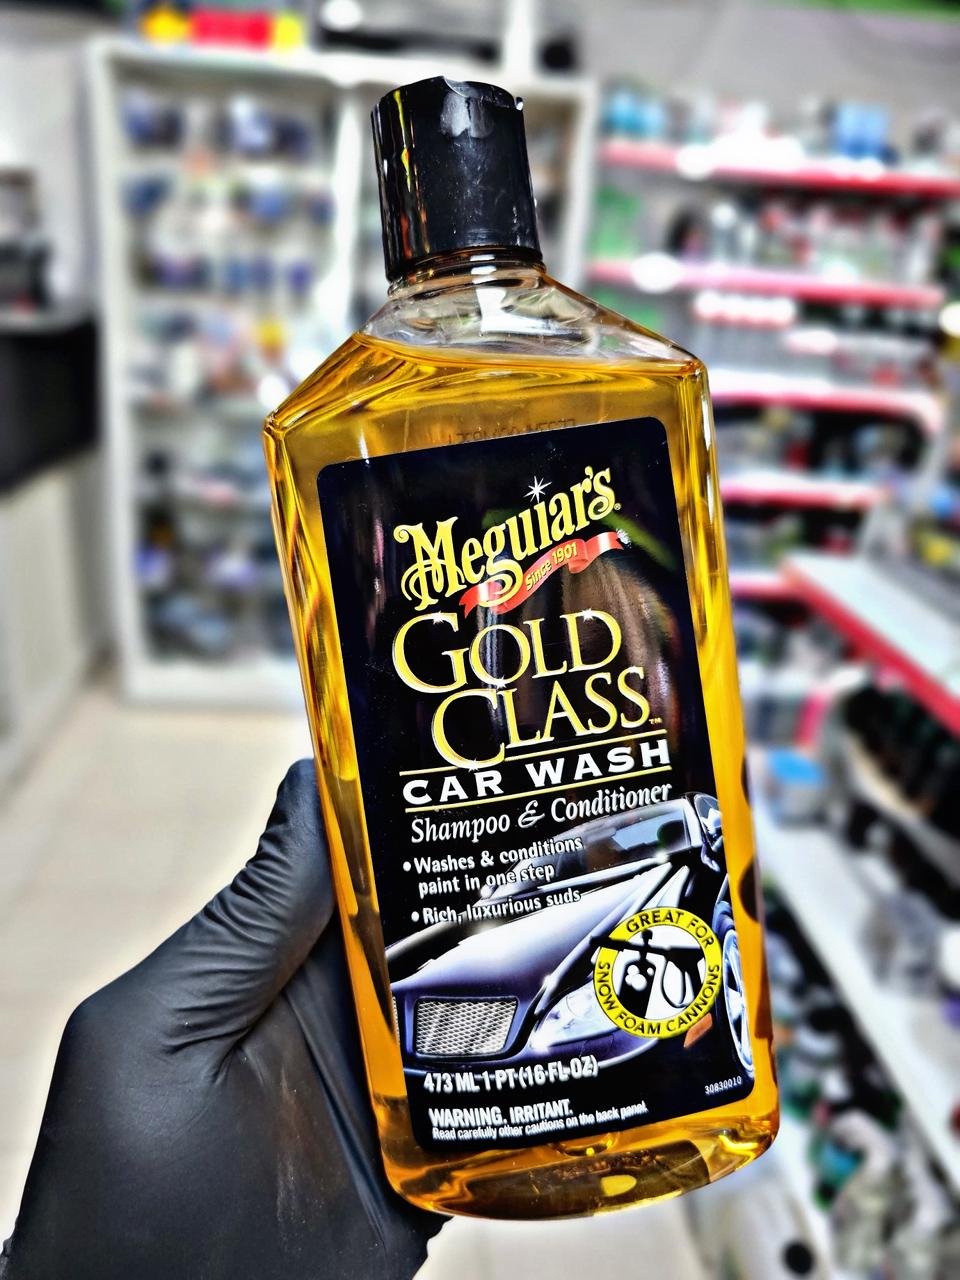 Meguiar's®
Since 1901
GOLD
CLASS™
CAR WASH
Shampoo & Conditioner
• Washes & conditions
paint in one step
• Rich, luxurious suds
GREAT FOR
SNOW FOAM CANNONS
473 ML 1 PT (16 FL OZ)
30830010
WARNING. IRRITANT.
Read carefully other cautions on the back panel.